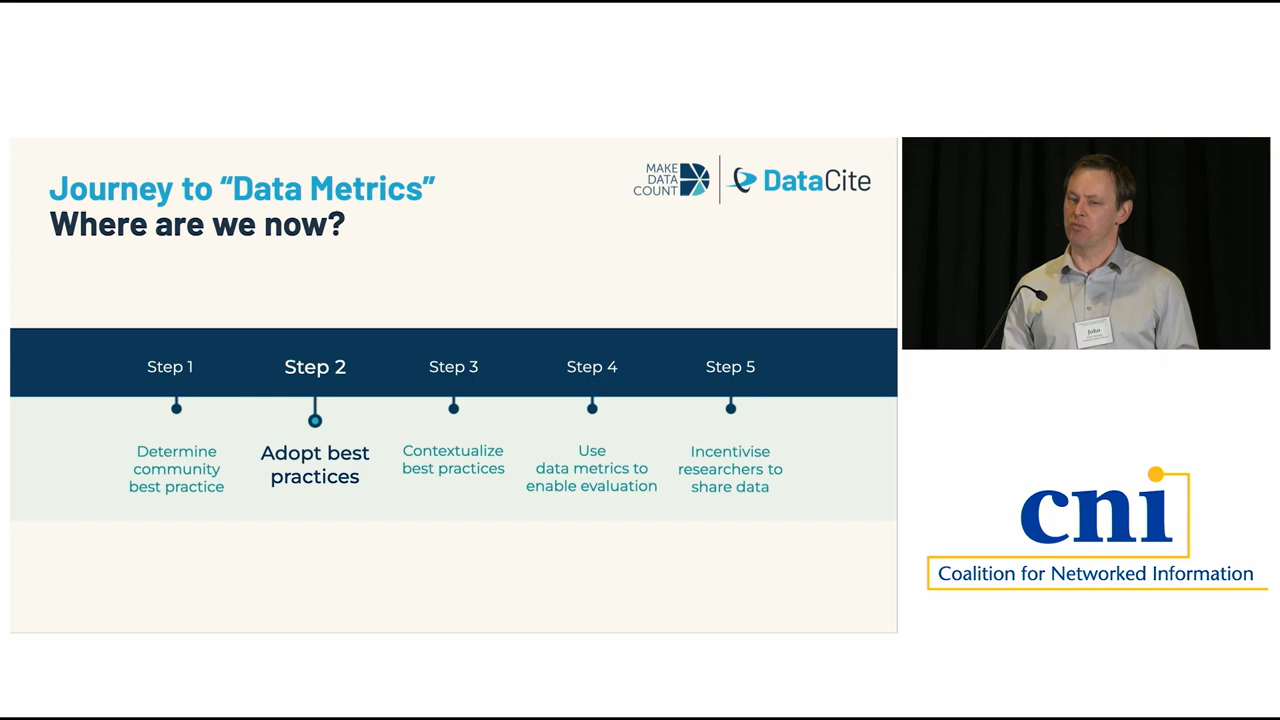 Journey to “Data Metrics”
Where are we now?
MAKE
DATA
COUNT
DataCite
Step 1
Step 2
Step 3
Step 4
Step 5
Determine
community
best practice
Adopt best
practices
Contextualize
best practices
Use
data metrics to
enable evaluation
Incentivise
researchers to
share data
John
cni
Coalition for Networked Information